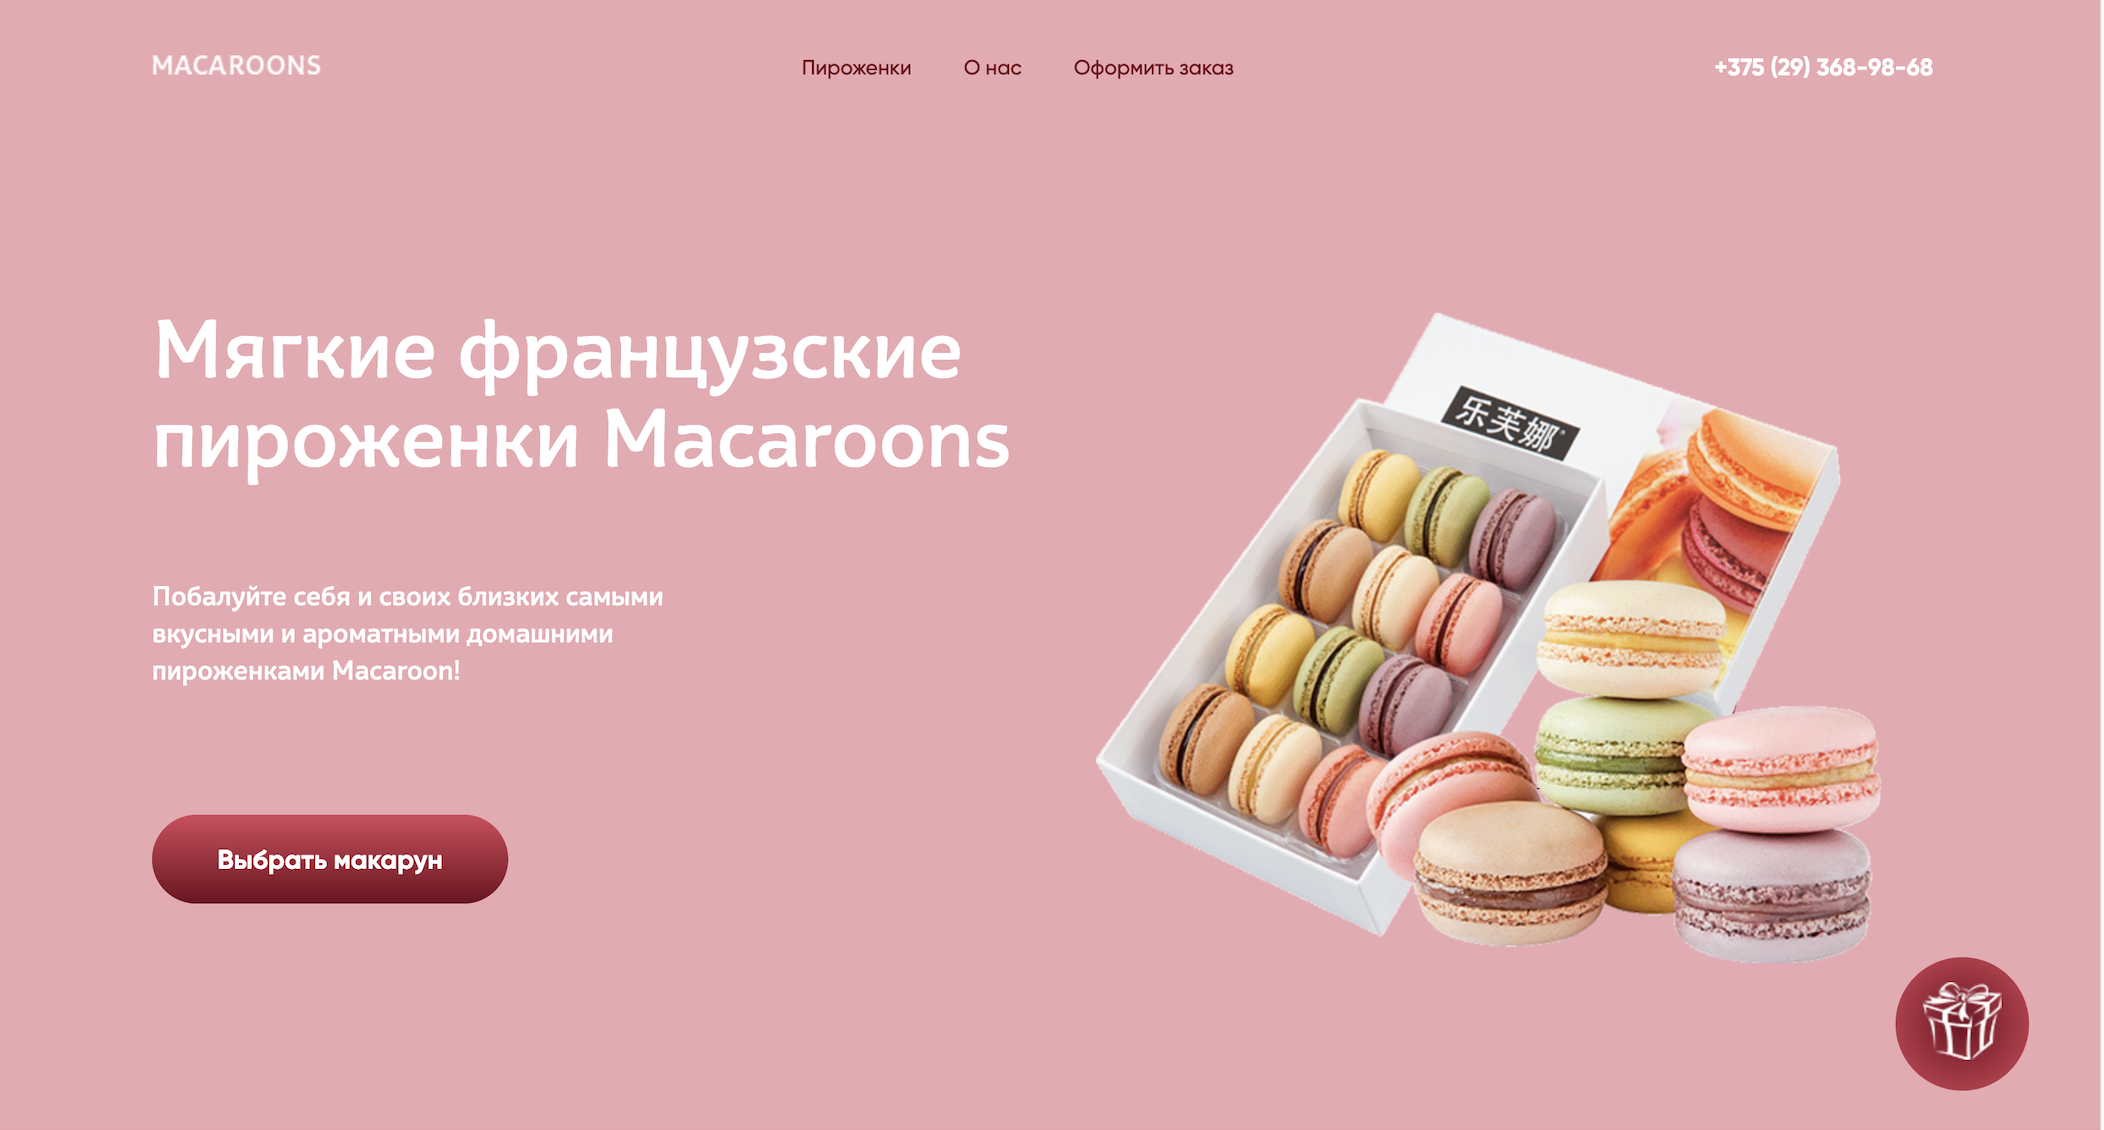 MACAROONS
Пироженки
О нас
Оформить заказ
+375 (29) 368-98-68
Мягкие французские
пироженки Macaroons
乐芙娜
Побалуйте себя и своих близких самыми
вкусными и ароматными домашними
пироженками Macaroon!
Выбрать макарун